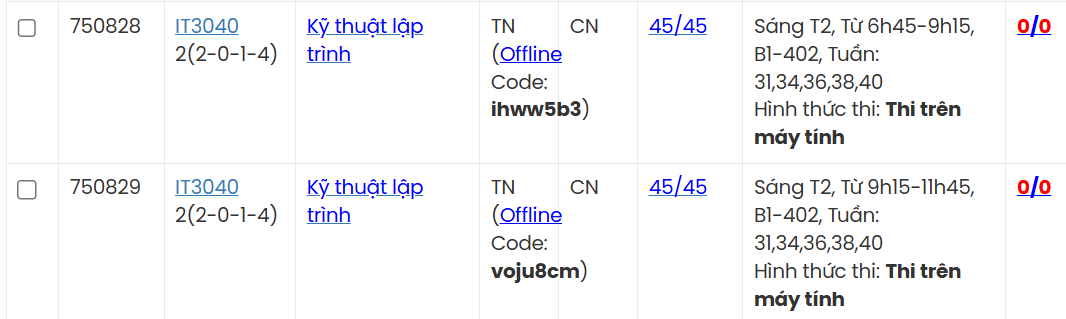 750828 IT3040 Kỹ thuật lập TN CN 45/45 Sáng T2, Từ 6h45-9h15, 0/0
2(2-0-1-4) trình (Offline B1-402, Tuần:
Code: 31,34,36,38,40
ihww5b3) Hình thức thi: Thi trên
máy tính
750829 IT3040 Kỹ thuật lập TN CN 45/45 Sáng T2, Từ 9h15-11h45, 0/0
2(2-0-1-4) trình (Offline B1-402, Tuần:
Code: 31,34,36,38,40
voju8cm) Hình thức thi: Thi trên
máy tính